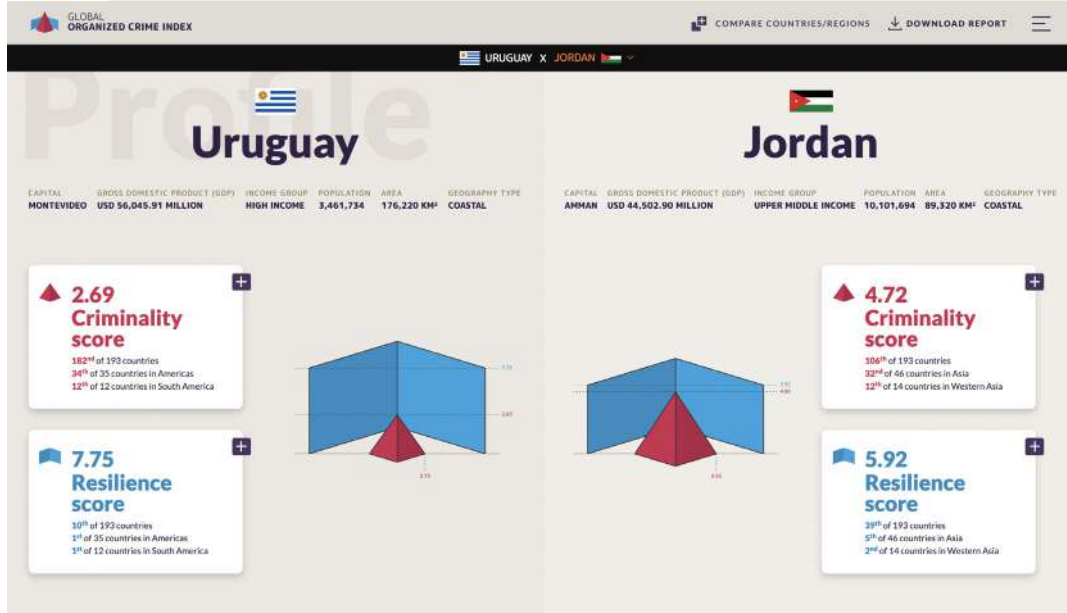 GLOBAL
ORGANIZED CRIME INDEX
COMPARE COUNTRIES/REGIONS
DOWNLOAD REPORT
URUGUAY X JORDAN
Profile
Uruguay
CAPITAL GROSS DOMESTIC PRODUCT (GDP) INCOME GROUP POPULATION AREA GEOGRAPHY TYPE
MONTEVIDEO USD 56,045.91 MILLION HIGH INCOME 3,461,734 176,220 KM² COASTAL
2.69
Criminality
score
182nd of 193 countries
34th of 35 countries in Americas
12th of 12 countries in South America
7.75
Resilience
score
10th of 193 countries
1st of 35 countries in Americas
1st of 12 countries in South America
Jordan
CAPITAL GROSS DOMESTIC PRODUCT (GDP) INCOME GROUP POPULATION AREA GEOGRAPHY TYPE
AMMAN USD 44,502.90 MILLION UPPER MIDDLE INCOME 10,101,694 89,320 KM² COASTAL
4.72
Criminality
score
106th of 193 countries
32nd of 46 countries in Asia
12th of 14 countries in Western Asia
5.92
Resilience
score
39th of 193 countries
5th of 46 countries in Asia
2nd of 14 countries in Western Asia